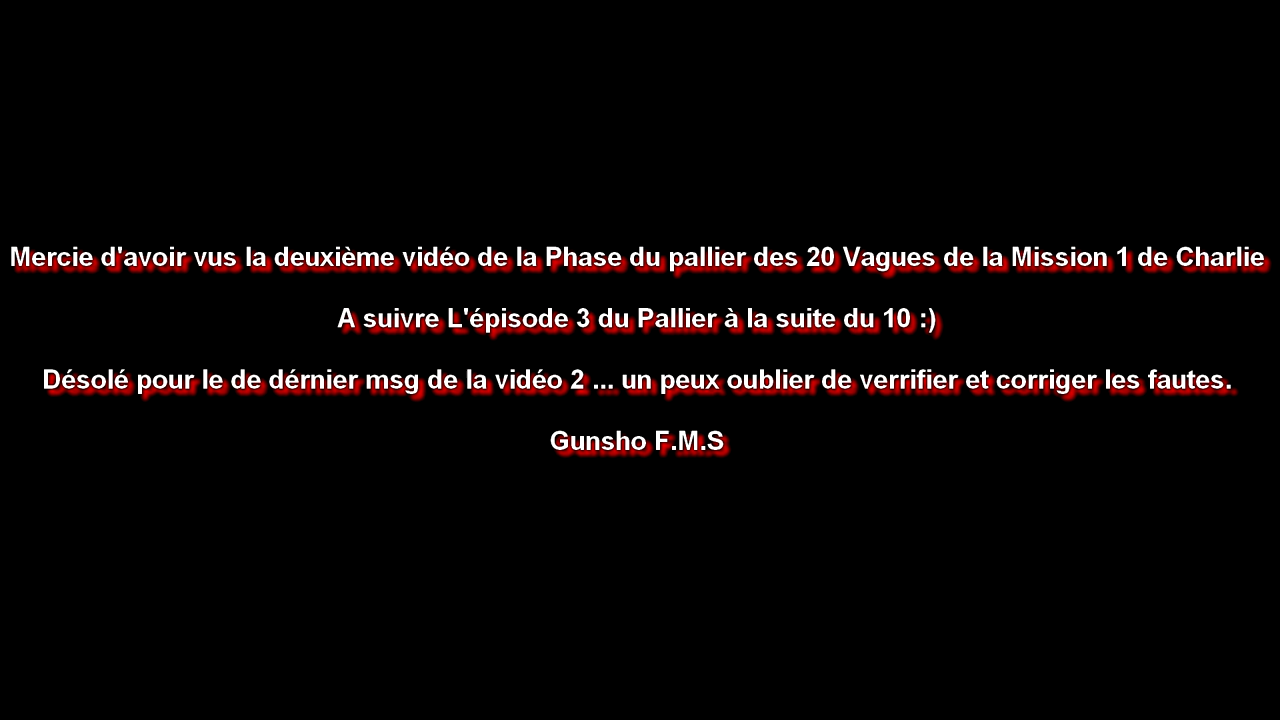 Mercie d'avoir vus la deuxième vidéo de la Phase du pallier des 20 Vagues de la Mission 1 de Charlie
A suivre L'épisode 3 du Pallier à la suite du 10 :)
Désolé pour le de dérnier msg de la vidéo 2 ... un peux oublier de verrifier et corriger les fautes.
Gunsho F.M.S